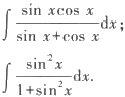 ∫ (sin x cos x)/(sin x+cos x) dx;
∫ (sin²x)/(1+sin²x) dx.